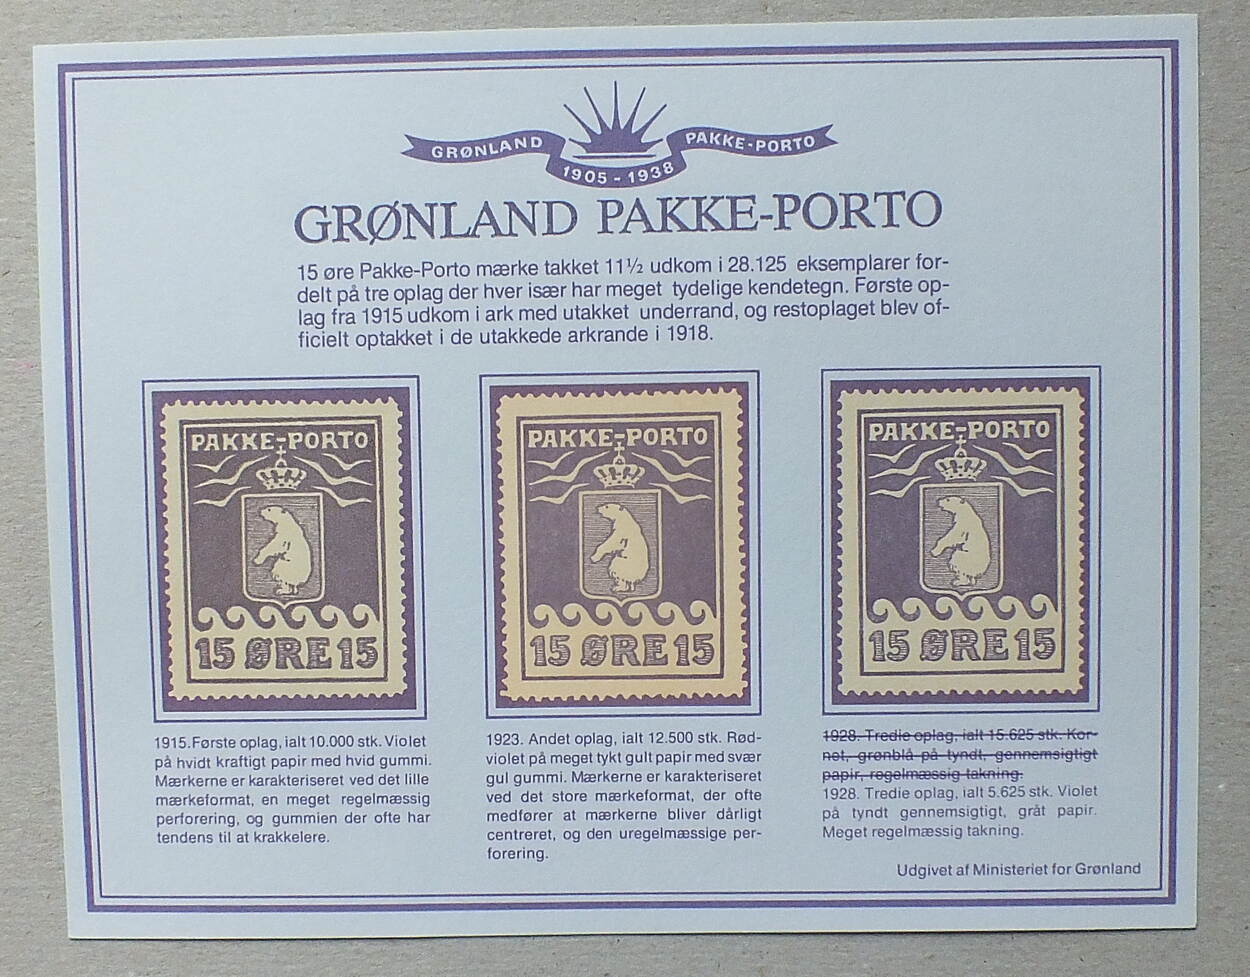 GRØNLAND PAKKE-PORTO
1905 - 1938
GRØNLAND PAKKE-PORTO
15 øre Pakke-Porto mærke takket 11½ udkom i 28.125 eksemplarer for-
delt på tre oplag der hver især har meget tydelige kendetegn. Første op-
lag fra 1915 udkom i ark med utakket underrand, og restoplaget blev of-
ficielt optakket i de utakkede arkrande i 1918.
PAKKE-PORTO
15 ØRE 15
PAKKE-PORTO
15 ØRE 15
PAKKE-PORTO
15 ØRE 15
1915. Første oplag, ialt 10.000 stk. Violet
på hvidt kraftigt papir med hvid gummi.
Mærkerne er karakteriseret ved det lille
mærkeformat, en meget regelmæssig
perforering, og gummien der ofte har
tendens til at krakkelere.
1923. Andet oplag, ialt 12.500 stk. Rød-
violet på meget tykt gult papir med svær
gul gummi. Mærkerne er karakteriseret
ved det store mærkeformat, der ofte
medfører at mærkerne bliver dårligt
centreret, og den uregelmæssige per-
forering.
1928. Tredie oplag, ialt 15.625 stk. Kor-
net, grønblå på tyndt, gennemsigtigt
papir, regelmæssig takning.
1928. Tredie oplag, ialt 5.625 stk. Violet
på tyndt gennemsigtigt, gråt papir.
Meget regelmæssig takning.
Udgivet af Ministeriet for Grønland